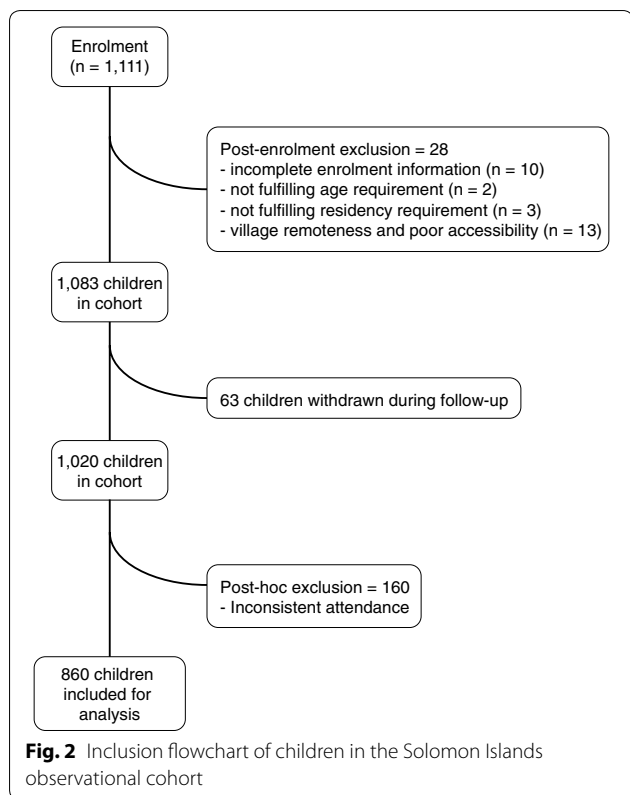 Enrolment
(n = 1,111)
Post-enrolment exclusion = 28
- incomplete enrolment information (n = 10)
- not fulfilling age requirement (n = 2)
- not fulfilling residency requirement (n = 3)
- village remoteness and poor accessibility (n = 13)
1,083 children
in cohort
63 children withdrawn during follow-up
1,020 children
in cohort
Post-hoc exclusion = 160
- Inconsistent attendance
860 children
included for
analysis
Fig. 2 Inclusion flowchart of children in the Solomon Islands
observational cohort